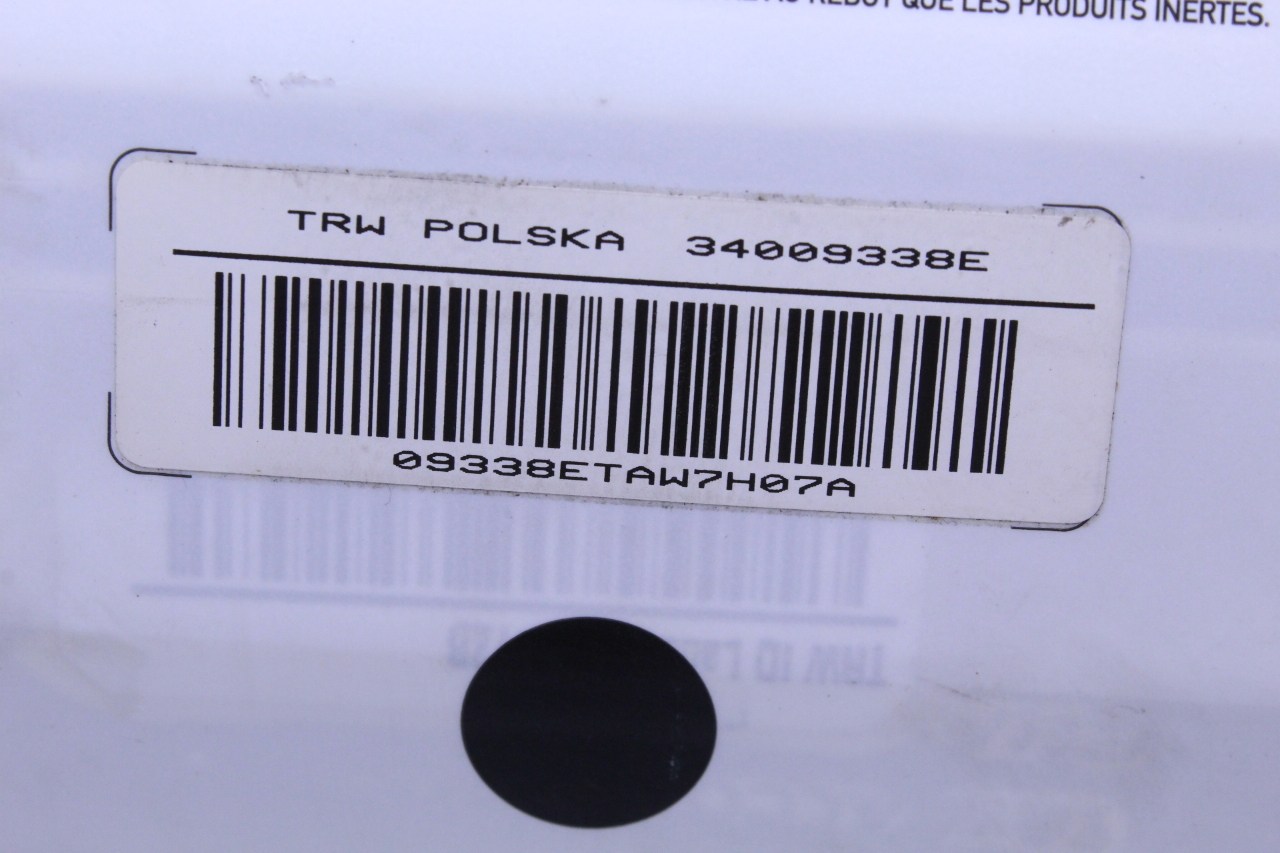 REBUT QUE LES PRODUITS INERTES.
TRW POLSKA 34009338E
09338ETAW7H07A